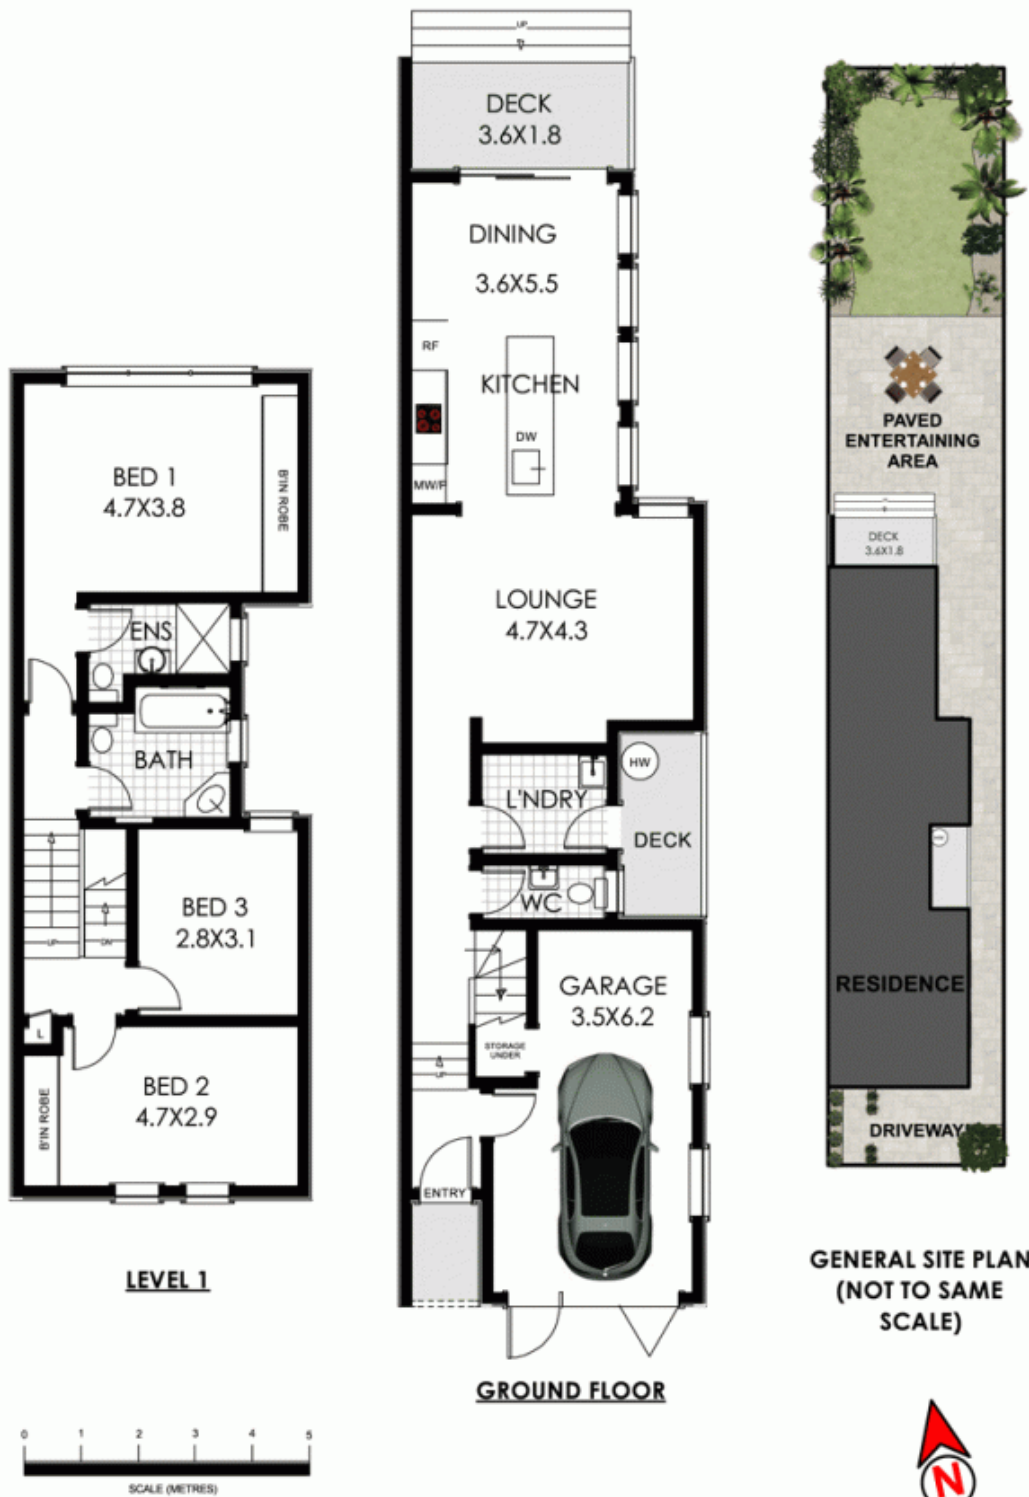 BED 1
4.7X3.8
B'IN ROBE
ENS
BATH
BED 3
2.8X3.1
UP
DN
L
BED 2
4.7X2.9
B'IN ROBE
LEVEL 1
0 1 2 3 4 5
SCALE (METRES)
UP
DECK
3.6X1.8
DINING
3.6X5.5
RF
KITCHEN
DW
MW/P
LOUNGE
4.7X4.3
HW
L'NDRY
DECK
WC
GARAGE
3.5X6.2
STORAGE
UNDER
UP
ENTRY
GROUND FLOOR
PAVED
ENTERTAINING
AREA
DECK
3.6X1.8
HW
RESIDENCE
DRIVEWAY
GENERAL SITE PLAN
(NOT TO SAME
SCALE)
N